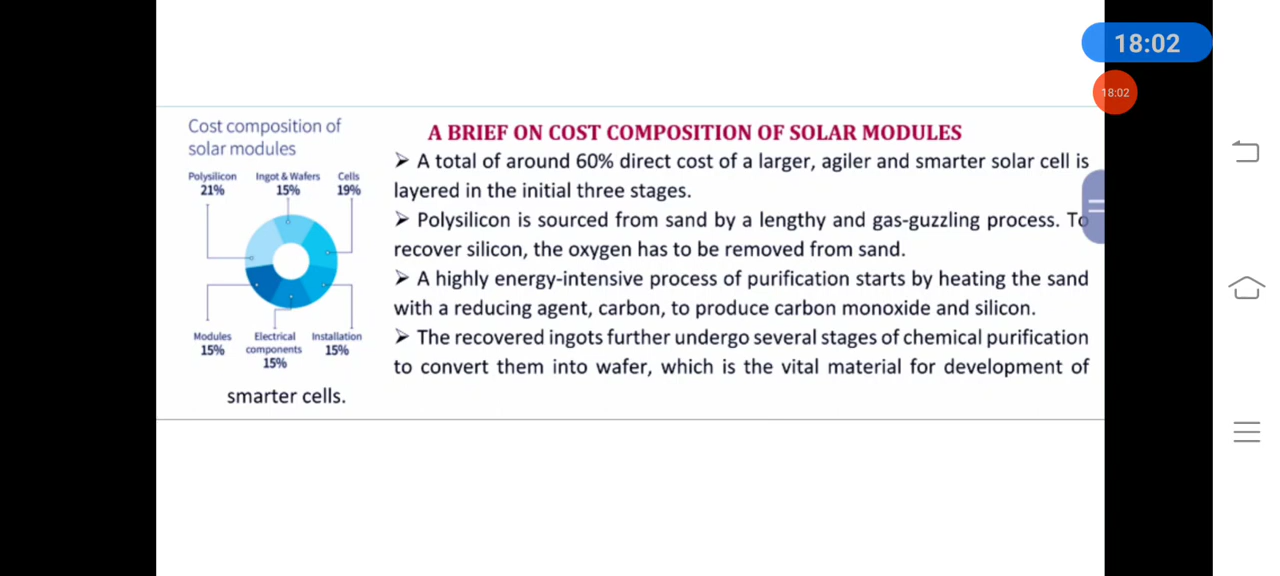 18:02
18:02
Cost composition of
solar modules
Polysilicon
21%
Ingot & Wafers
15%
Cells
19%
Modules
15%
Electrical
components
15%
Installation
15%
A BRIEF ON COST COMPOSITION OF SOLAR MODULES
➢ A total of around 60% direct cost of a larger, agiler and smarter solar cell is
layered in the initial three stages.
➢ Polysilicon is sourced from sand by a lengthy and gas-guzzling process. To
recover silicon, the oxygen has to be removed from sand.
➢ A highly energy-intensive process of purification starts by heating the sand
with a reducing agent, carbon, to produce carbon monoxide and silicon.
➢ The recovered ingots further undergo several stages of chemical purification
to convert them into wafer, which is the vital material for development of
smarter cells.